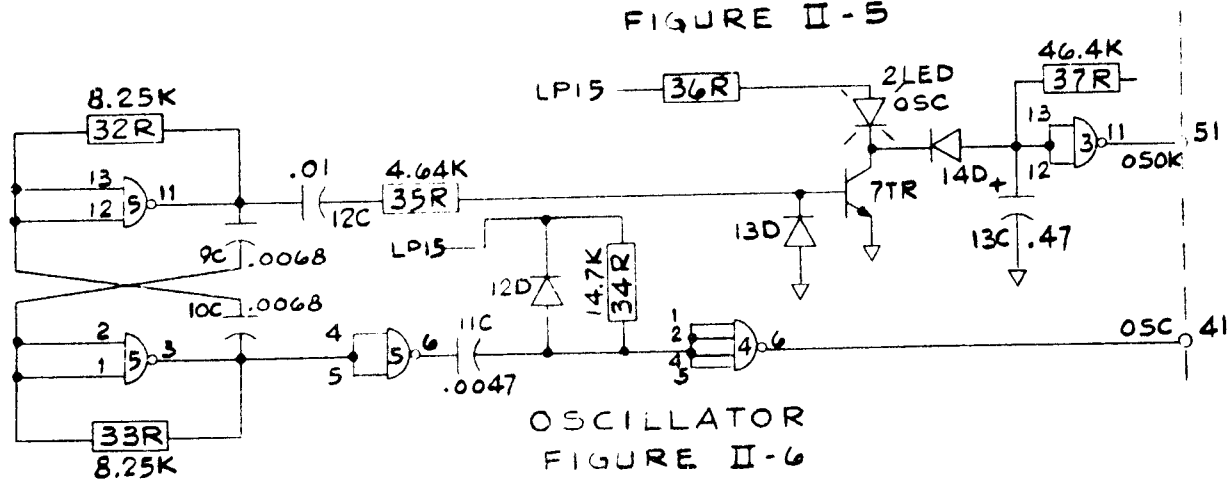 FIGURE II-5
46.4K
37R
LP15
36R
2LED
OSC
8.25K
32R
13
12
5
11
.01
12C
4.64K
35R
7TR
14D
+
13
12
3
11
OSOK
51
9C
.0068
LP15
13D
13C
.47
12D
14.7K
34R
10C
.0068
2
1
5
3
4
5
5
6
11C
.0047
1
2
4
5
4
6
OSC
41
33R
8.25K
OSCILLATOR
FIGURE II-6